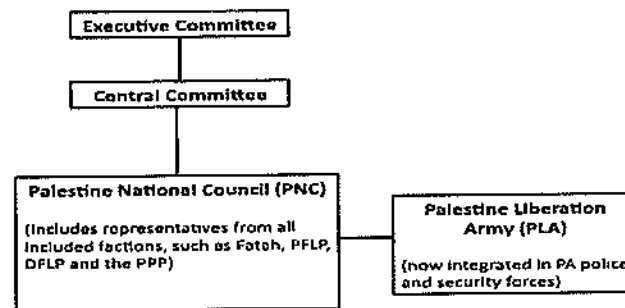 Executive Committee
Central Committee
Palestine National Council (PNC)
(Includes representatives from all
included factions, such as Fatah, PFLP,
DFLP and the PPP)
Palestine Liberation
Army (PLA)
(now integrated in PA police
and security forces)